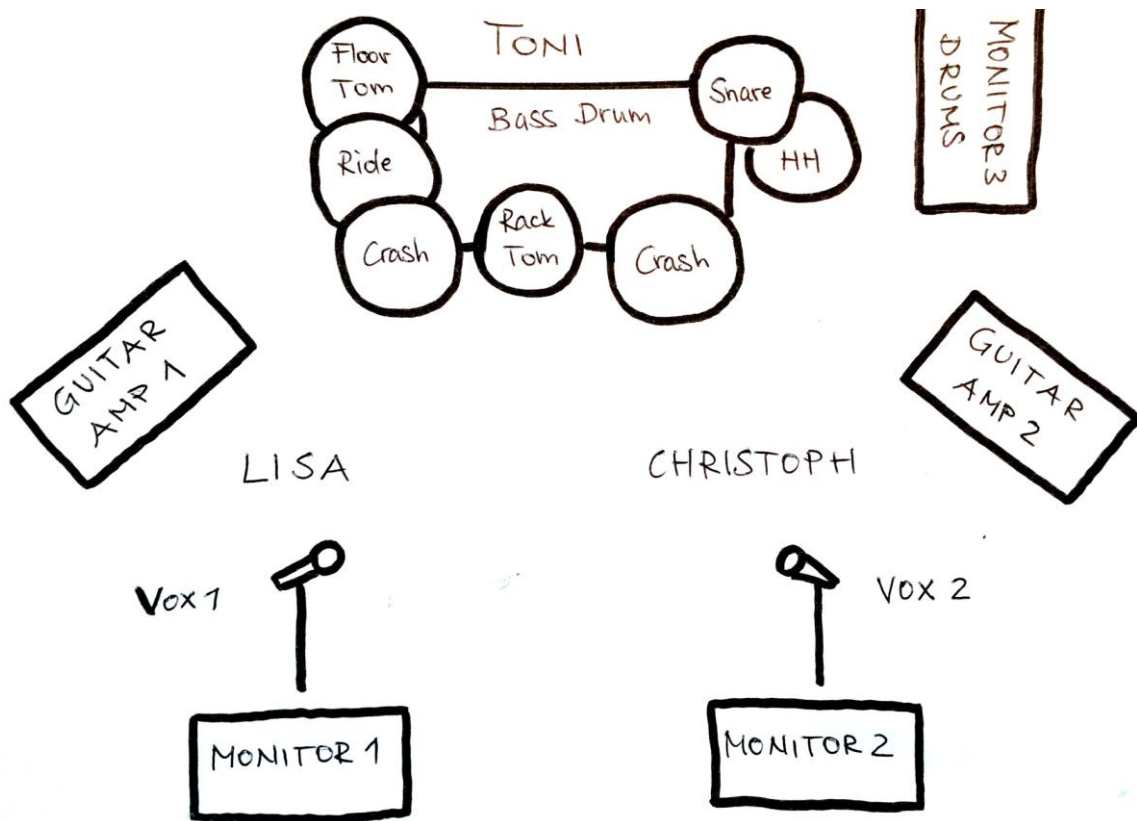 TONI
Floor
Tom
Bass Drum
Snare
HH
Ride
Crash
Rack
Tom
Crash
MONITOR 3
DRUMS
GUITAR
AMP 1
GUITAR
AMP 2
LISA
CHRISTOPH
VOX 1
VOX 2
MONITOR 1
MONITOR 2